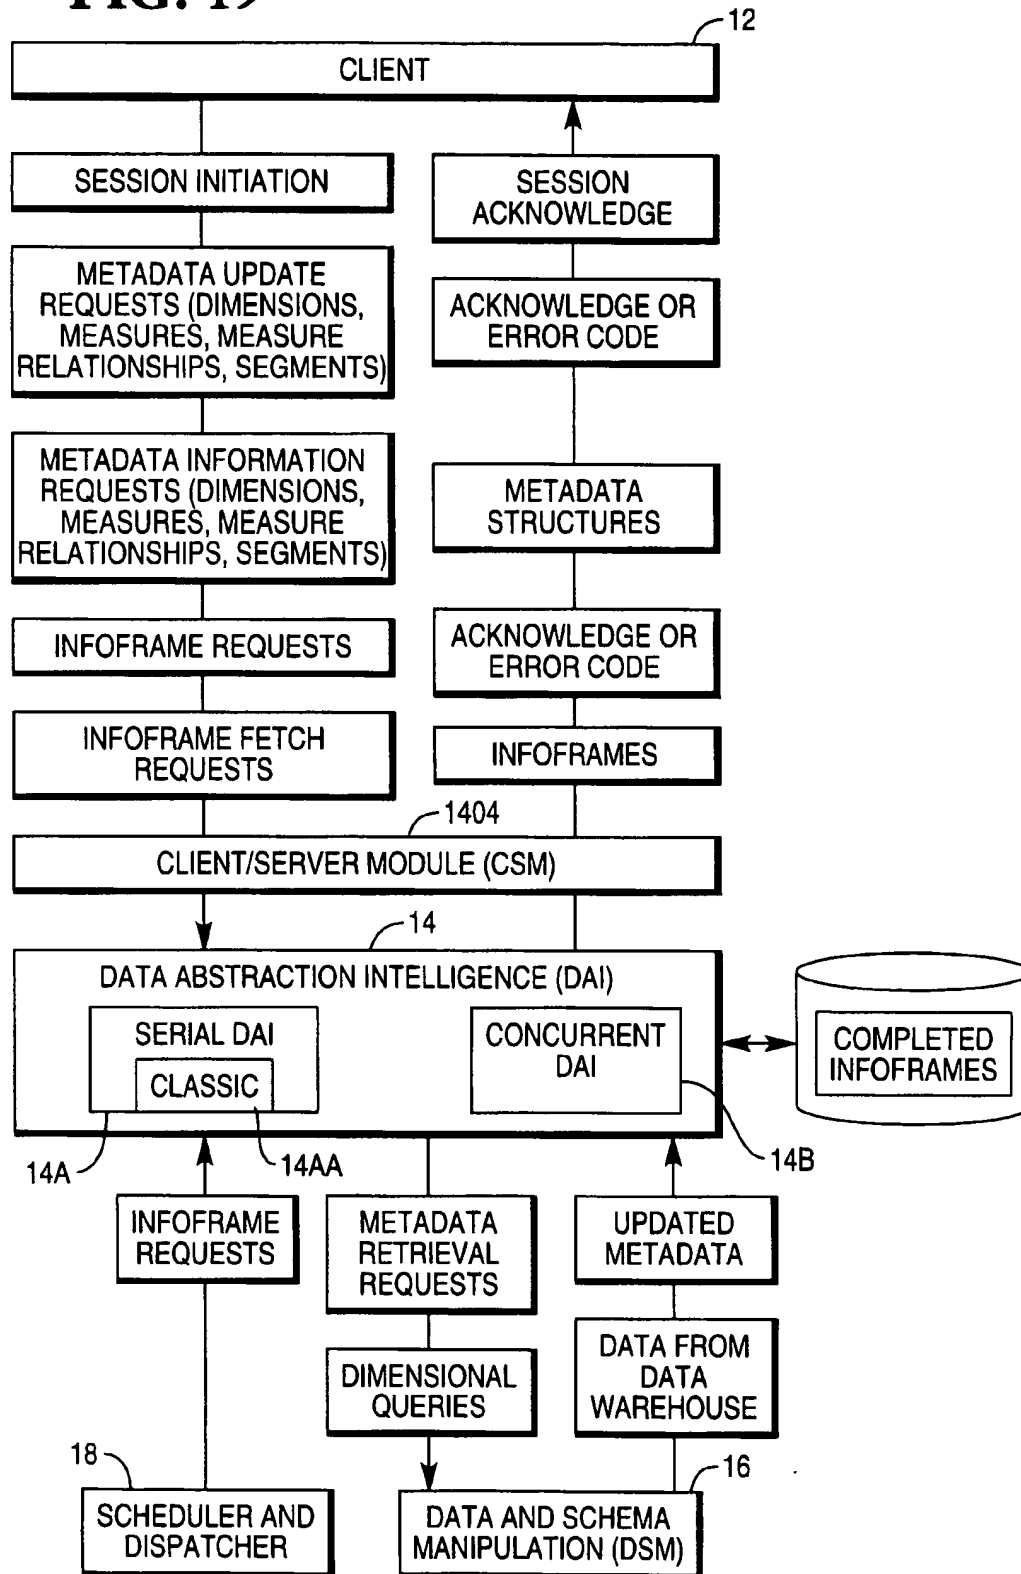 FIG. 19
12
CLIENT
SESSION INITIATION
SESSION
ACKNOWLEDGE
METADATA UPDATE
REQUESTS (DIMENSIONS,
MEASURES, MEASURE
RELATIONSHIPS, SEGMENTS)
ACKNOWLEDGE OR
ERROR CODE
METADATA INFORMATION
REQUESTS (DIMENSIONS,
MEASURES, MEASURE
RELATIONSHIPS, SEGMENTS)
METADATA
STRUCTURES
INFOFRAME REQUESTS
ACKNOWLEDGE OR
ERROR CODE
INFOFRAME FETCH
REQUESTS
INFOFRAMES
1404
CLIENT/SERVER MODULE (CSM)
14
DATA ABSTRACTION INTELLIGENCE (DAI)
SERIAL DAI
CLASSIC
CONCURRENT
DAI
COMPLETED
INFOFRAMES
14A
14AA
14B
INFOFRAME
REQUESTS
METADATA
RETRIEVAL
REQUESTS
UPDATED
METADATA
DIMENSIONAL
QUERIES
DATA FROM
DATA
WAREHOUSE
18
SCHEDULER AND
DISPATCHER
16
DATA AND SCHEMA
MANIPULATION (DSM)